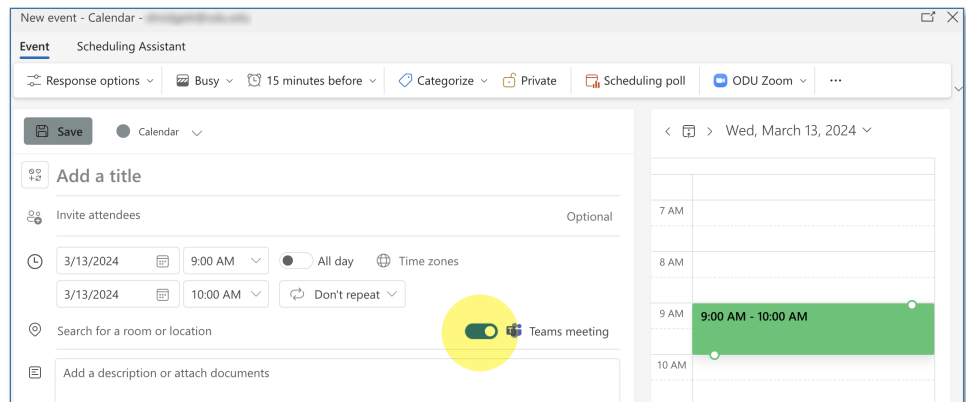 New event - Calendar -
Event Scheduling Assistant
Response options Busy 15 minutes before Categorize Private Scheduling poll ODU Zoom ...
Save Calendar
Wed, March 13, 2024
Add a title
Invite attendees Optional
7 AM
3/13/2024 9:00 AM All day Time zones
8 AM
3/13/2024 10:00 AM Don't repeat
9 AM 9:00 AM - 10:00 AM
Search for a room or location Teams meeting
10 AM
Add a description or attach documents